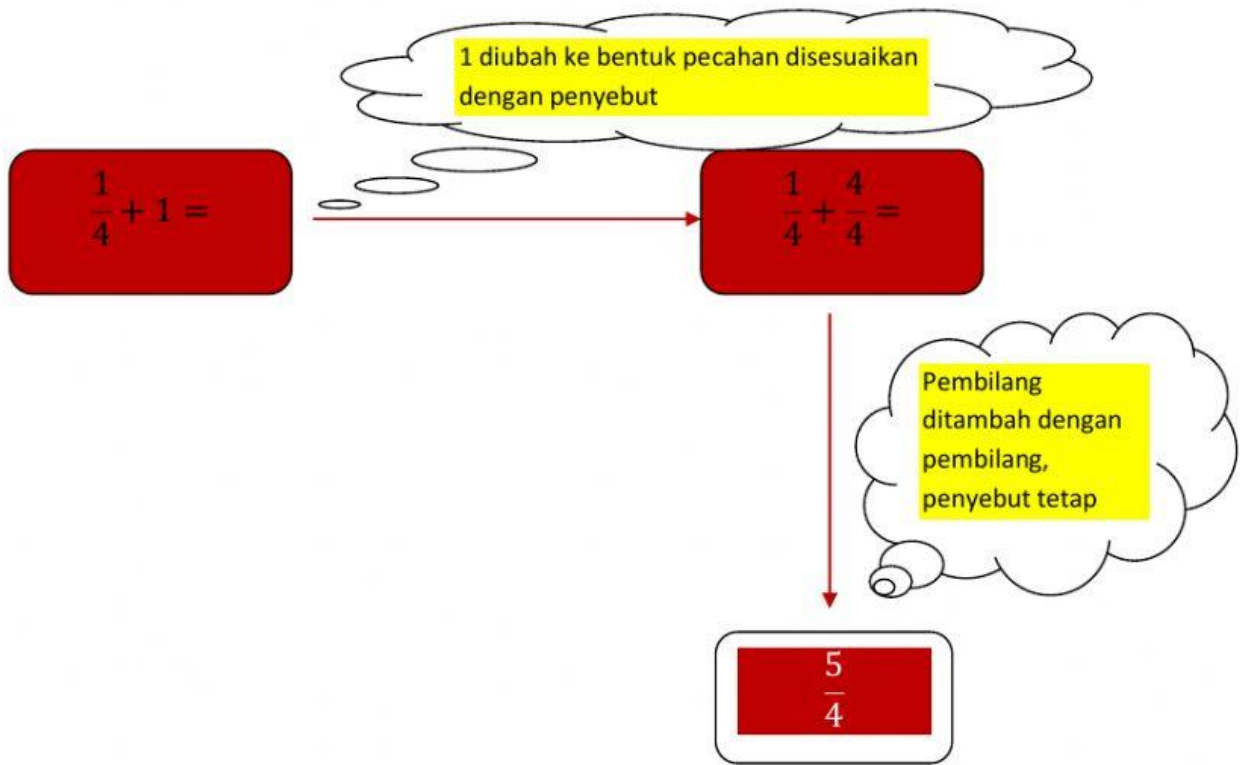 1 diubah ke bentuk pecahan disesuaikan
dengan penyebut
1/4 + 1 =
1/4 + 4/4 =
Pembilang
ditambah dengan
pembilang,
penyebut tetap
5/4